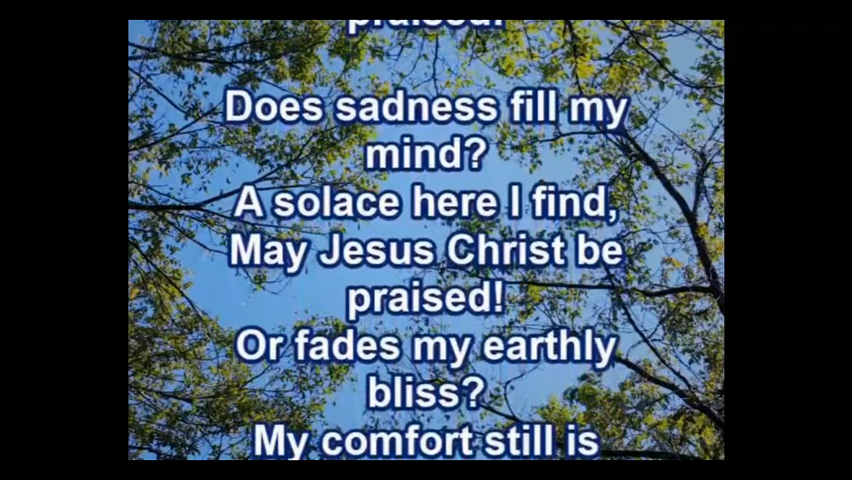 praised!
Does sadness fill my
mind?
A solace here I find,
May Jesus Christ be
praised!
Or fades my earthly
bliss?
My comfort still is